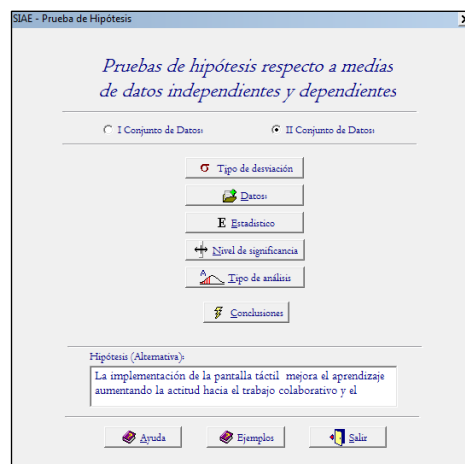 SIAE - Prueba de Hipótesis
Pruebas de hipótesis respecto a medias
de datos independientes y dependientes
I Conjunto de Datos:
II Conjunto de Datos:
σ Tipo de desviación
Datos:
E Estadístico
Nivel de significancia
A Tipo de análisis
Conclusiones
Hipótesis (Alternativa):
La implementación de la pantalla táctil mejora el aprendizaje
aumentando la actitud hacia el trabajo colaborativo y el
Ayuda
Ejemplos
Salir